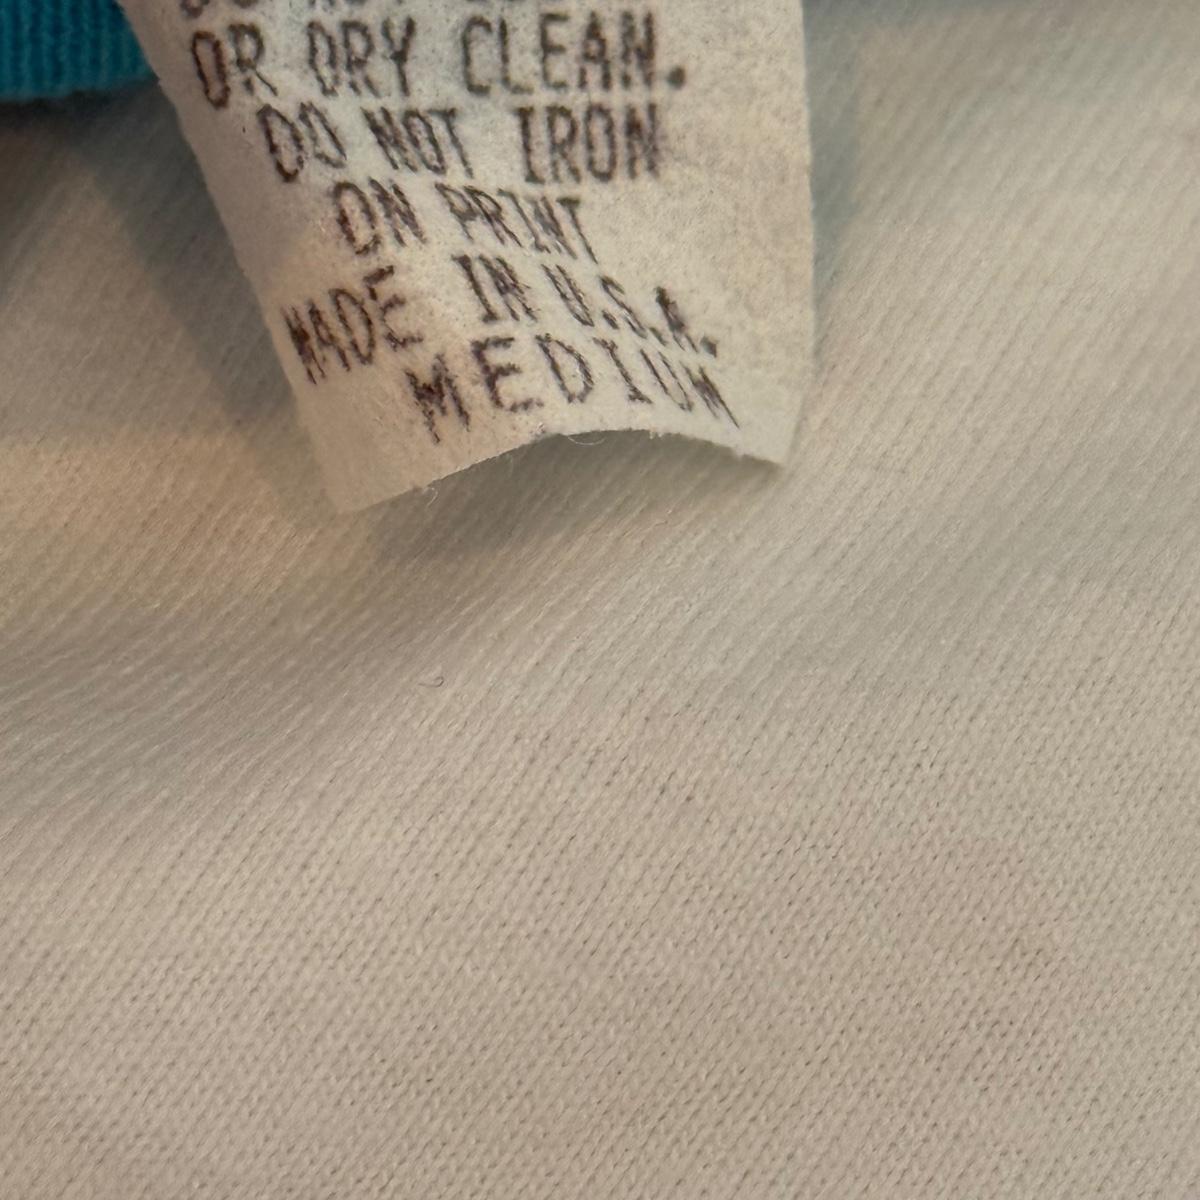 OR DRY CLEAN.
DO NOT IRON
ON PRINT
MADE IN U.S.A.
MEDIUM